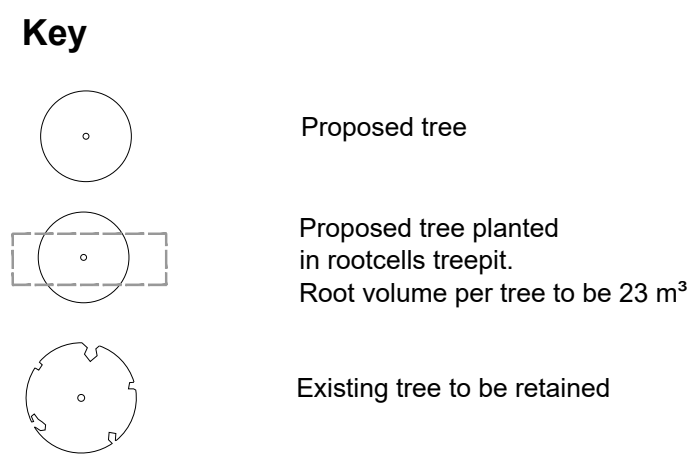 Key
Proposed tree
Proposed tree planted
in rootcells treepit.
Root volume per tree to be 23 m³
Existing tree to be retained